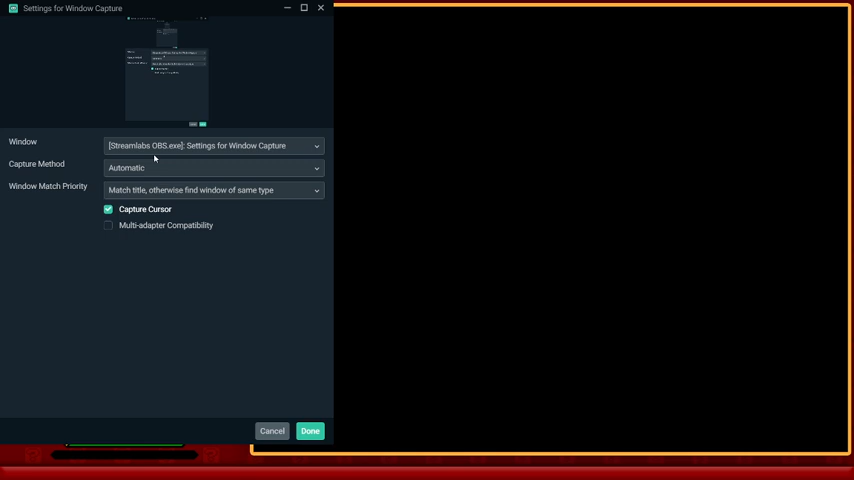 Settings for Window Capture
Window
[Streamlabs OBS.exe]: Settings for Window Capture
Capture Method
Automatic
Window Match Priority
Match title, otherwise find window of same type
Capture Cursor
Multi-adapter Compatibility
Cancel
Done